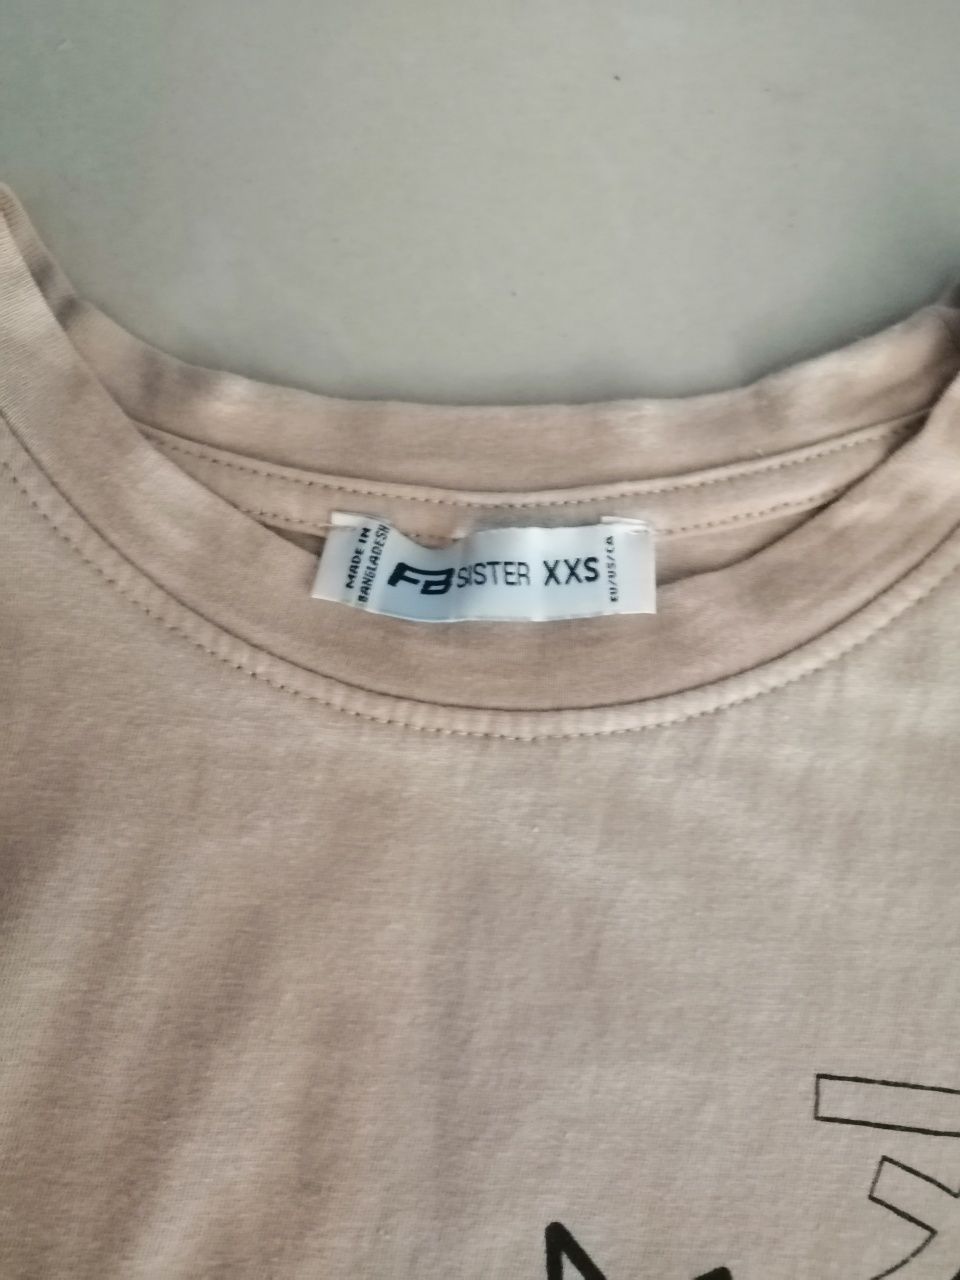 MADE IN
BANGLADESH
FB SISTER XXS
EU/US/CA